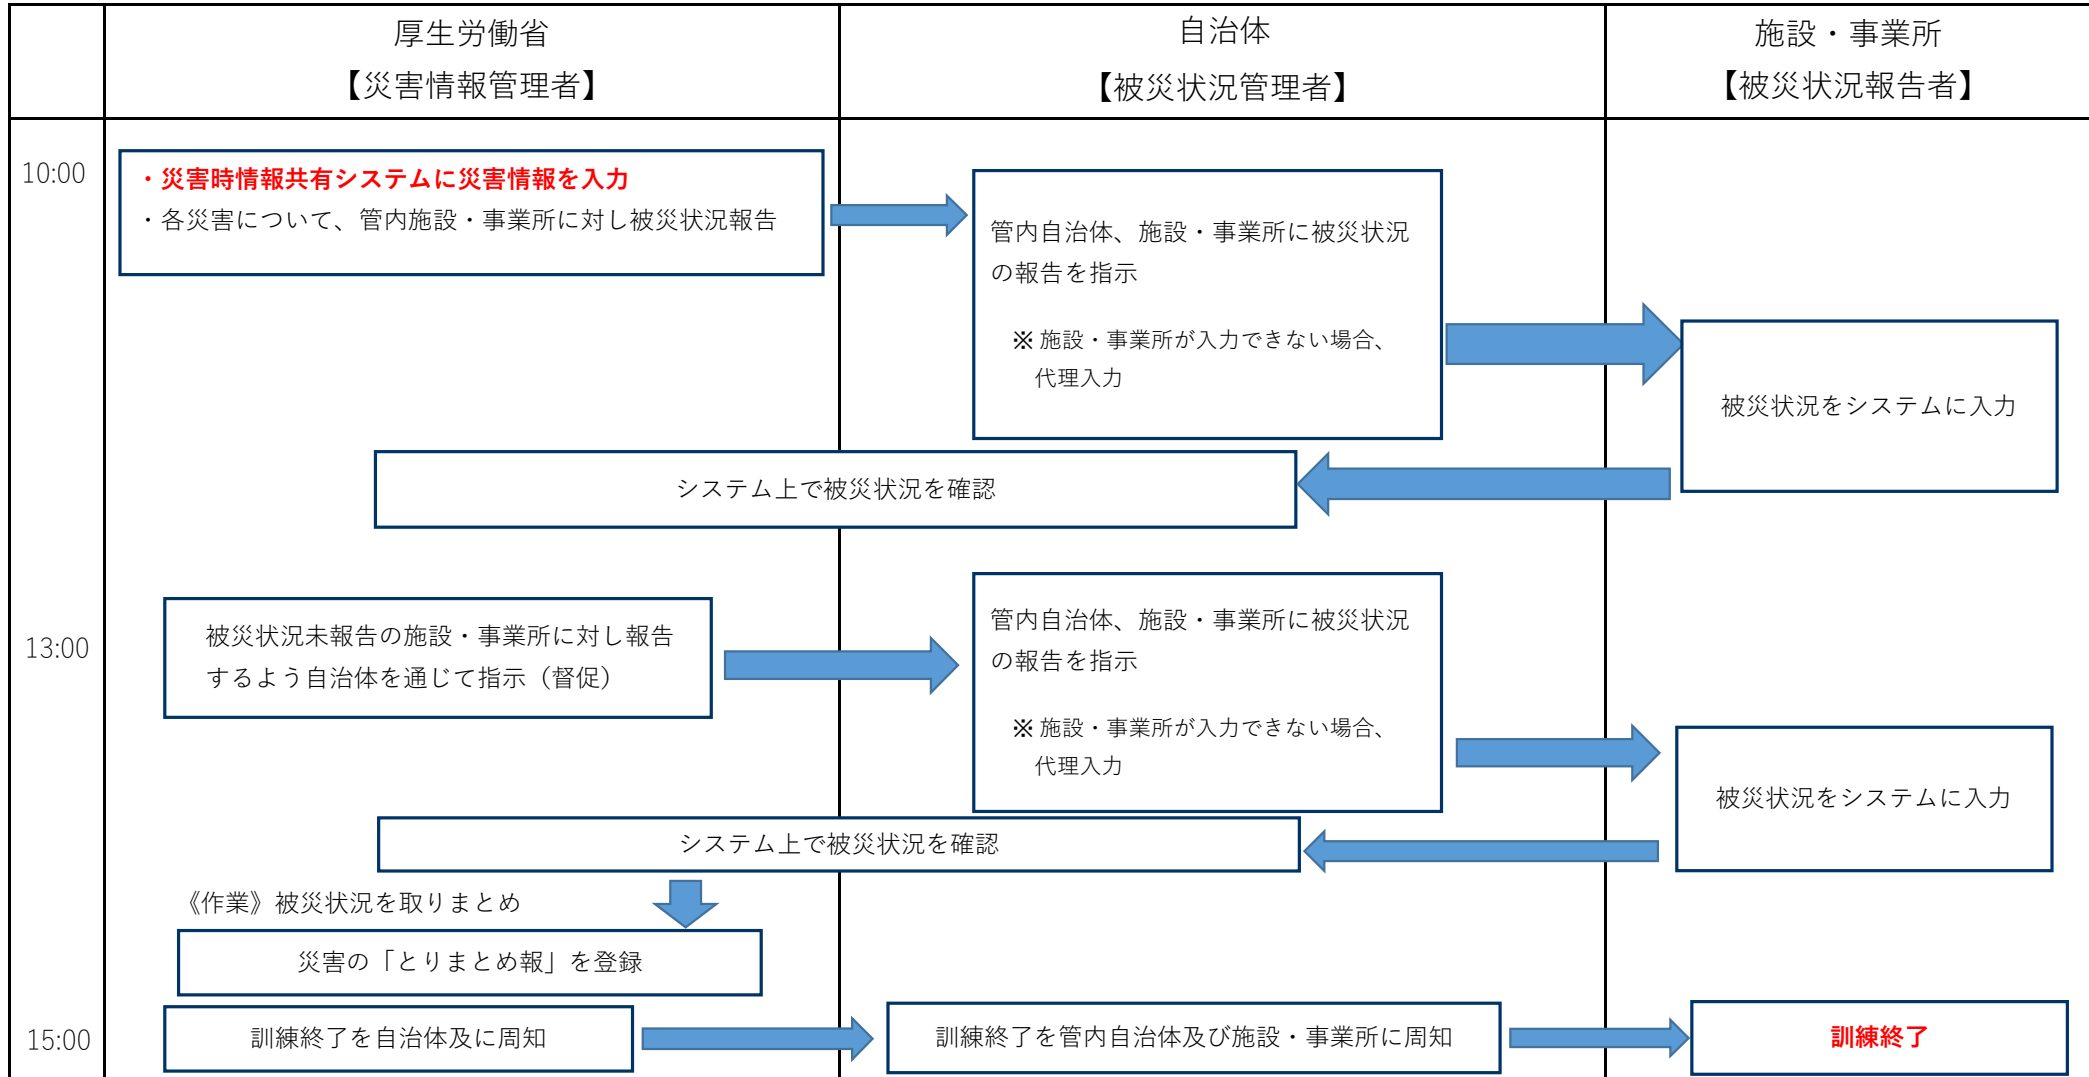 厚生労働省
【災害情報管理者】
自治体
【被災状況管理者】
施設・事業所
【被災状況報告者】
10:00
・災害時情報共有システムに災害情報を入力
・各災害について、管内施設・事業所に対し被災状況報告
管内自治体、施設・事業所に被災状況
の報告を指示
※ 施設・事業所が入力できない場合、
代理入力
被災状況をシステムに入力
システム上で被災状況を確認
13:00
被災状況未報告の施設・事業所に対し報告
するよう自治体を通じて指示（督促）
管内自治体、施設・事業所に被災状況
の報告を指示
※ 施設・事業所が入力できない場合、
代理入力
被災状況をシステムに入力
システム上で被災状況を確認
《作業》被災状況を取りまとめ
災害の「とりまとめ報」を登録
15:00
訓練終了を自治体及に周知
訓練終了を管内自治体及び施設・事業所に周知
訓練終了